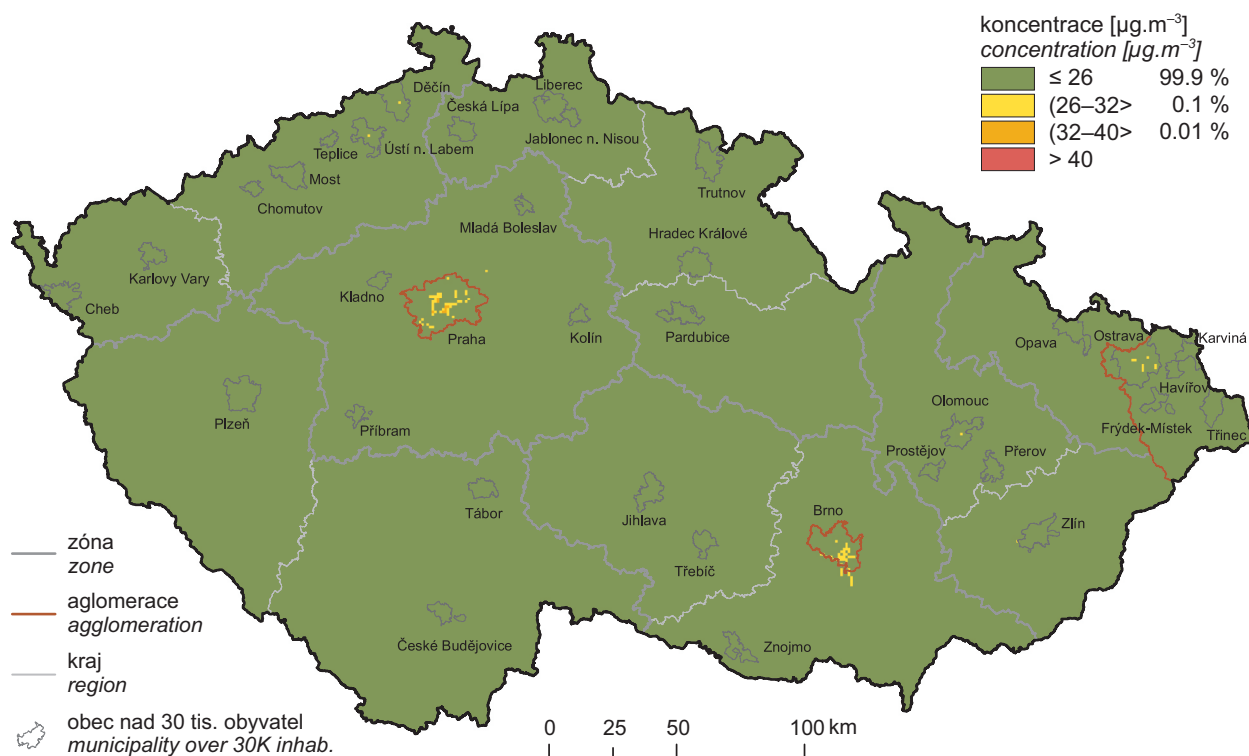 koncentrace [µg.m⁻³]
concentration [µg.m⁻³]
≤ 26 99.9 %
(26–32> 0.1 %
(32–40> 0.01 %
> 40
Děčín
Liberec
Česká Lípa
Jablonec n. Nisou
Teplice
Ústí n. Labem
Most
Chomutov
Trutnov
Mladá Boleslav
Hradec Králové
Karlovy Vary
Kladno
Cheb
Praha
Kolín
Pardubice
Opava
Ostrava
Karviná
Havířov
Plzeň
Příbram
Olomouc
Frýdek-Místek
Třinec
Prostějov
Přerov
Tábor
Jihlava
Brno
Zlín
Třebíč
České Budějovice
Znojmo
zóna
zone
aglomerace
agglomeration
kraj
region
obec nad 30 tis. obyvatel
municipality over 30K inhab.
0 25 50 100 km